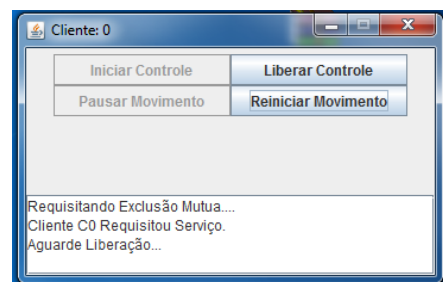 Cliente: 0
Iniciar Controle Liberar Controle
Pausar Movimento Reiniciar Movimento
Requisitando Exclusão Mutua....
Cliente C0 Requisitou Serviço.
Aguarde Liberação...